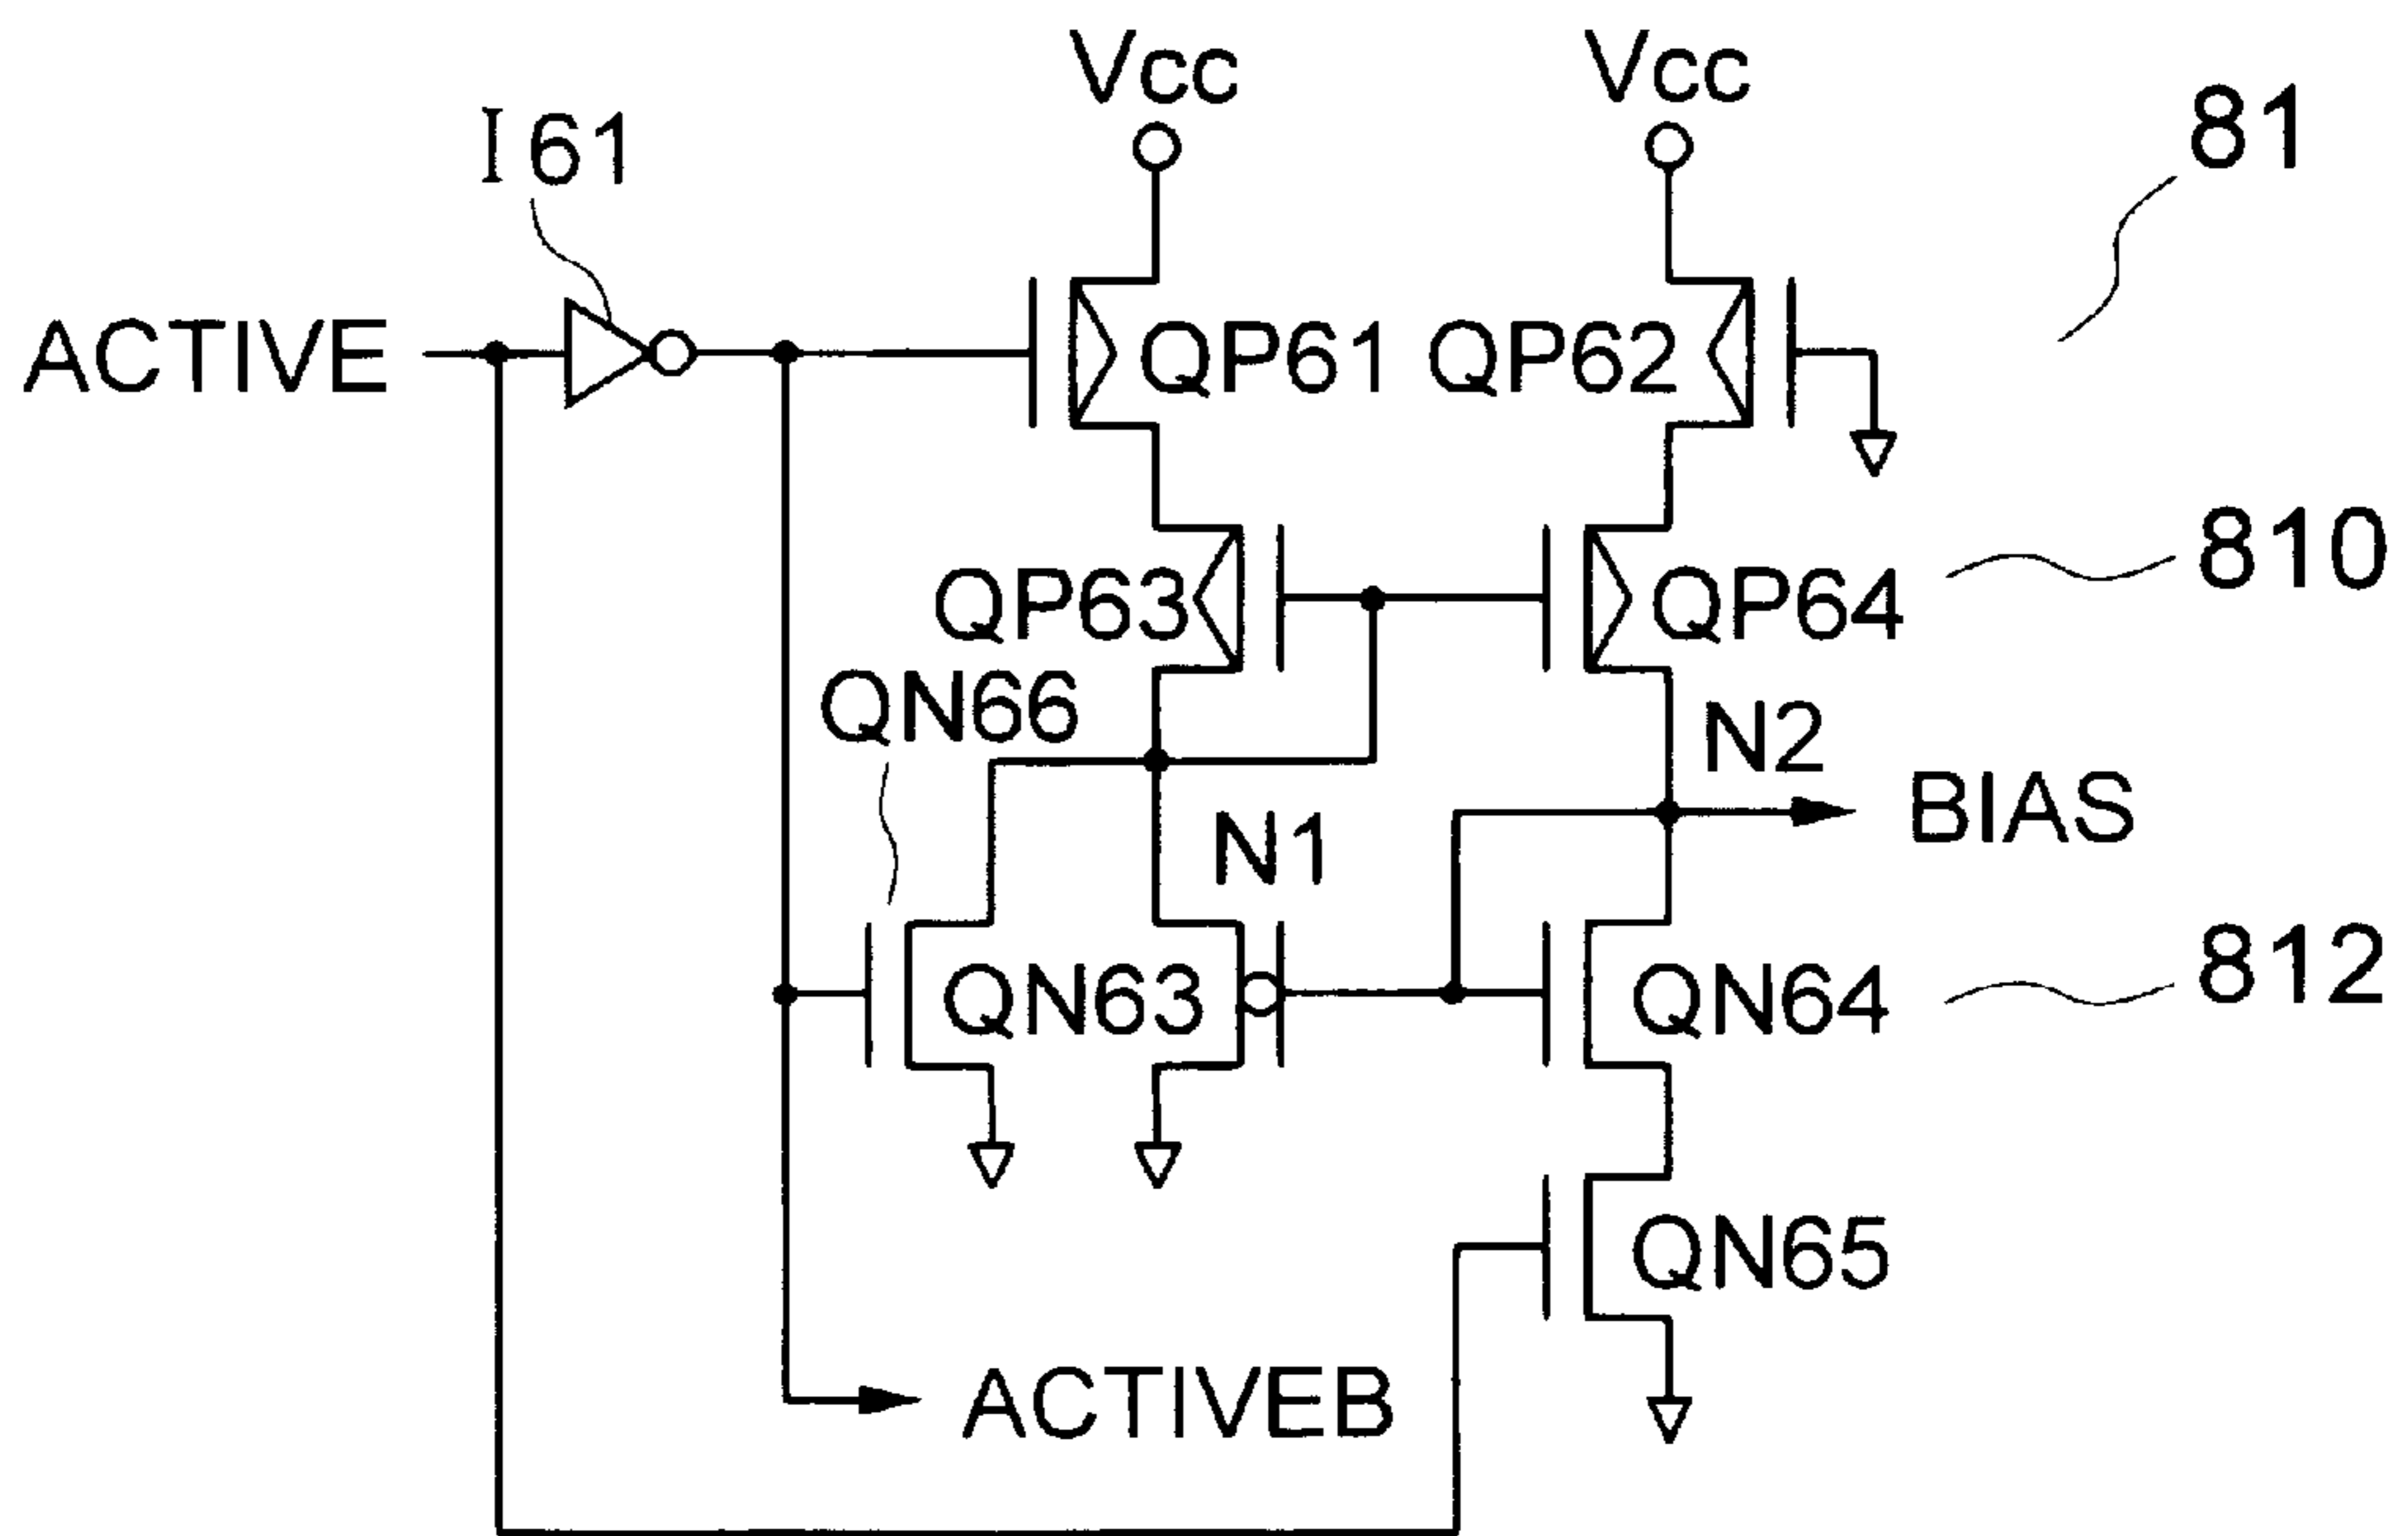 Vcc
Vcc
I61
81
ACTIVE
QP61
QP62
810
QP63
QP64
QN66
N2
BIAS
N1
QN63
QN64
812
QN65
ACTIVEB